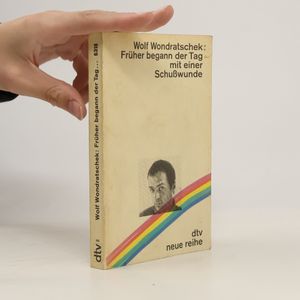 Wolf Wondratschek:
Früher begann der Tag
mit einer
Schußwunde
dtv
neue reihe
Wolf Wondratschek: Früher begann der Tag... 6318
dtv